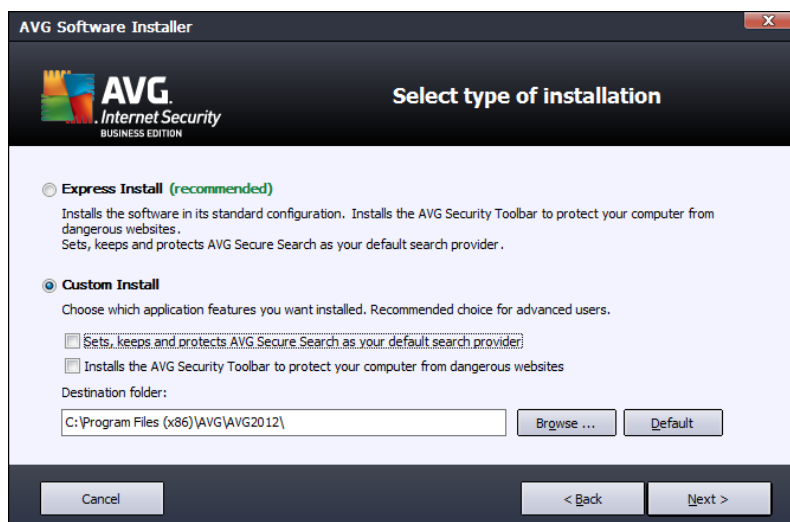 AVG Software Installer
AVG.
Internet Security
BUSINESS EDITION
Select type of installation
Express Install (recommended)
Installs the software in its standard configuration. Installs the AVG Security Toolbar to protect your computer from
dangerous websites.
Sets, keeps and protects AVG Secure Search as your default search provider.
Custom Install
Choose which application features you want installed. Recommended choice for advanced users.
Sets, keeps and protects AVG Secure Search as your default search provider
Installs the AVG Security Toolbar to protect your computer from dangerous websites
Destination folder:
C:\Program Files (x86)\AVG\AVG2012\
Browse ...
Default
Cancel
< Back
Next >